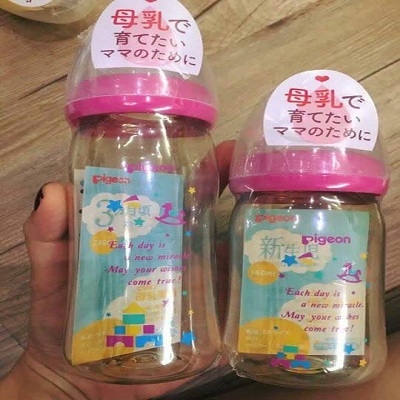 母乳で
育てたい
ママのために
Pigeon
3
Each day is
a new miracle.
May your wishes
come true!
母乳で
育てたい
ママのために
Pigeon
新生児
160ml
Each day is
a new miracle.
May your wishes
come true!